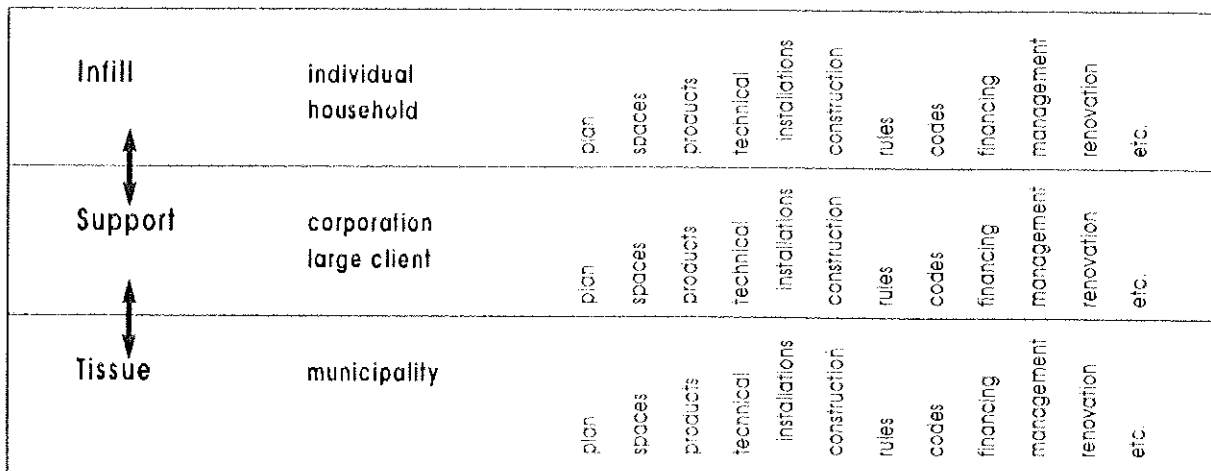 Infill
individual
household
plan
spaces
products
technical
installations
construction
rules
codes
financing
management
renovation
etc.
Support
corporation
large client
plan
spaces
products
technical
installations
construction
rules
codes
financing
management
renovation
etc.
Tissue
municipality
plan
spaces
products
technical
installations
construction
rules
codes
financing
management
renovation
etc.